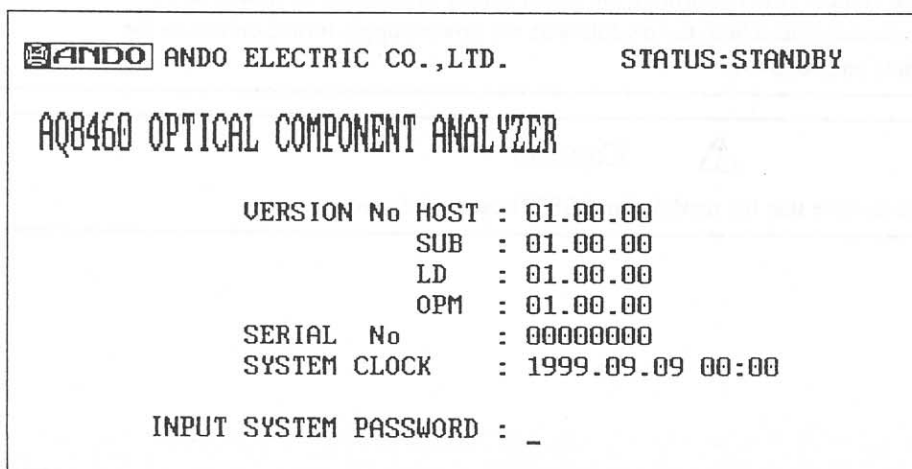 ANDO ANDO ELECTRIC CO.,LTD. STATUS:STANDBY
AQ8460 OPTICAL COMPONENT ANALYZER
VERSION No HOST : 01.00.00
SUB : 01.00.00
LD : 01.00.00
OPM : 01.00.00
SERIAL No : 00000000
SYSTEM CLOCK : 1999.09.09 00:00
INPUT SYSTEM PASSWORD : _